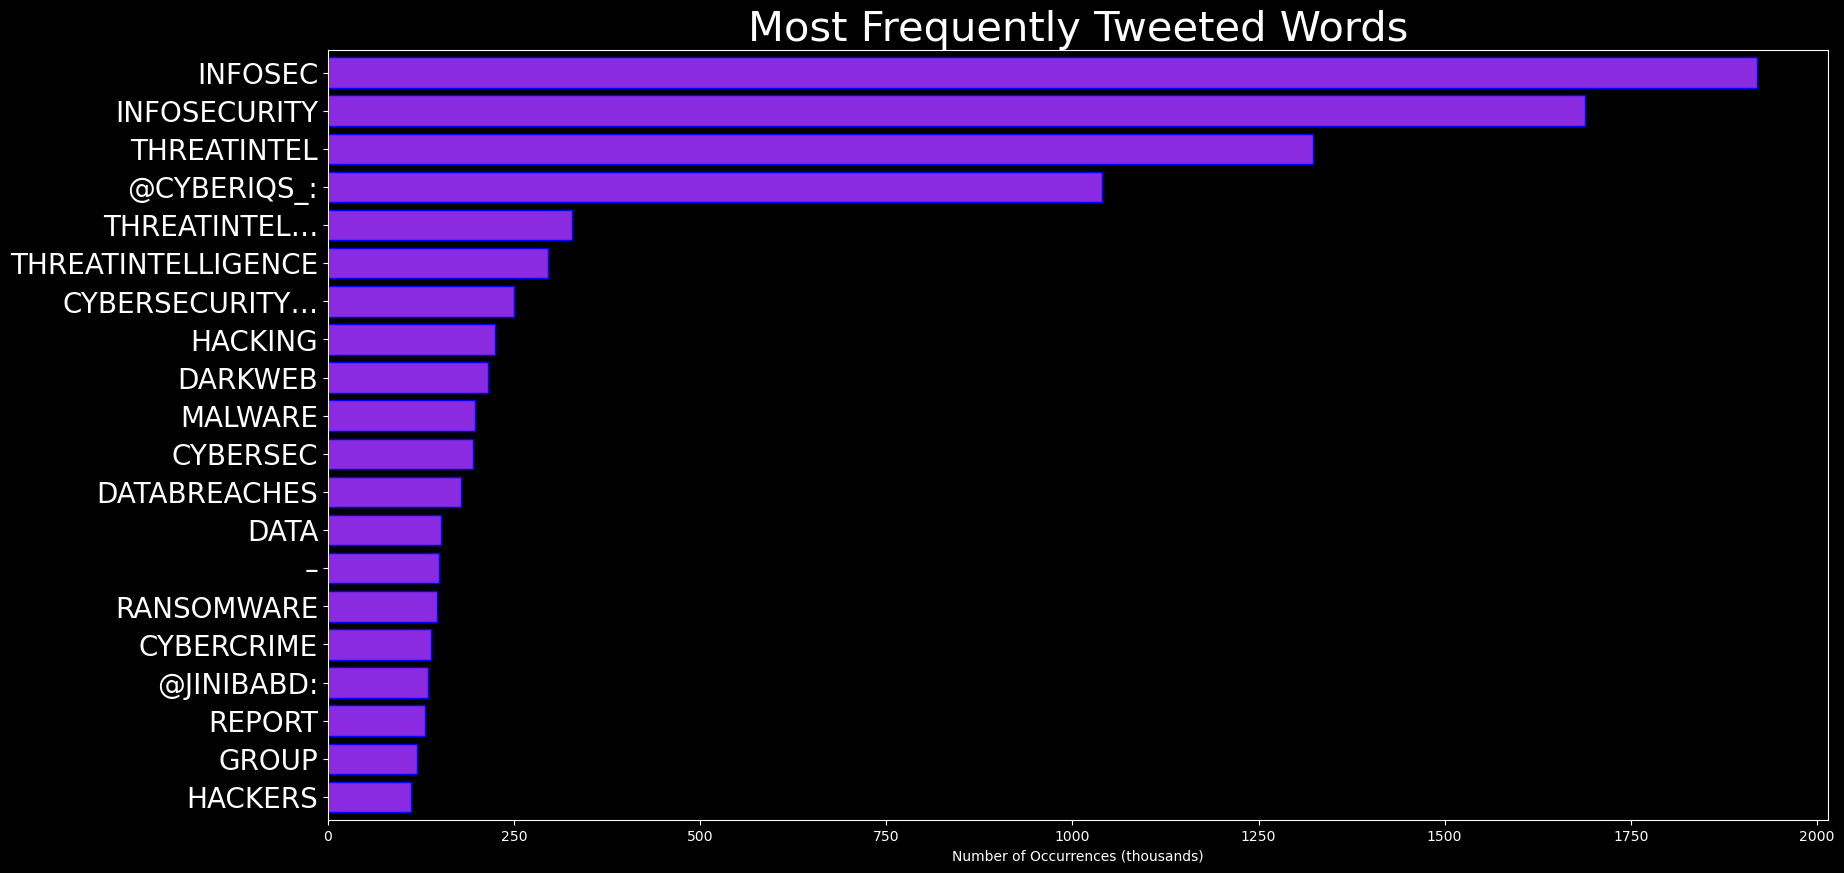 Most Frequently Tweeted Words
INFOSEC
INFOSECURITY
THREATINTEL
@CYBERIQS_:
THREATINTEL…
THREATINTELLIGENCE
CYBERSECURITY…
HACKING
DARKWEB
MALWARE
CYBERSEC
DATABREACHES
DATA
–
RANSOMWARE
CYBERCRIME
@JINIBABD:
REPORT
GROUP
HACKERS
0 250 500 750 1000 1250 1500 1750 2000
Number of Occurrences (thousands)